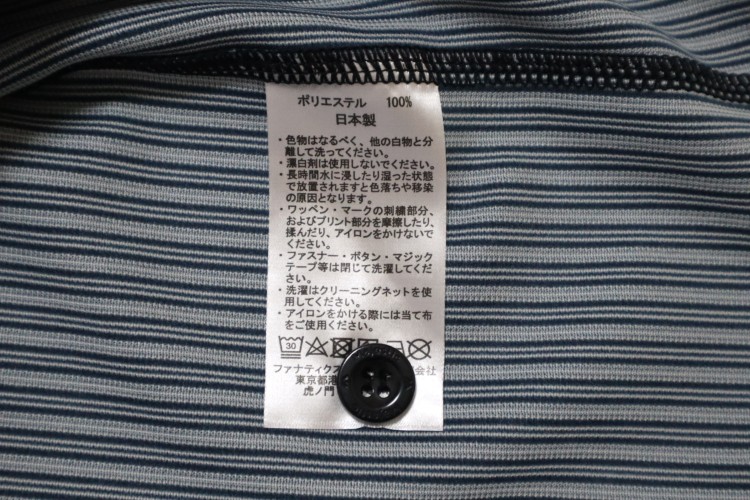 ポリエステル 100%
日本製
・色物はなるべく、他の白物と分
離して洗ってください。
・漂白剤は使用しないでください。
・長時間水に浸したり湿った状態
で放置されますと色落ちや移染
の原因となります。
・ワッペン・マークの刺繍部分、
およびプリント部分を摩擦したり、
揉んだり、アイロンをかけないで
ください。
・ファスナー・ボタン・マジック
テープ等は閉じて洗濯してくだ
さい。
・洗濯はクリーニングネットを使
用してください。
・アイロンをかける際には当て布
をご使用ください。
30
ファナティクス 会社
東京都港
虎ノ門